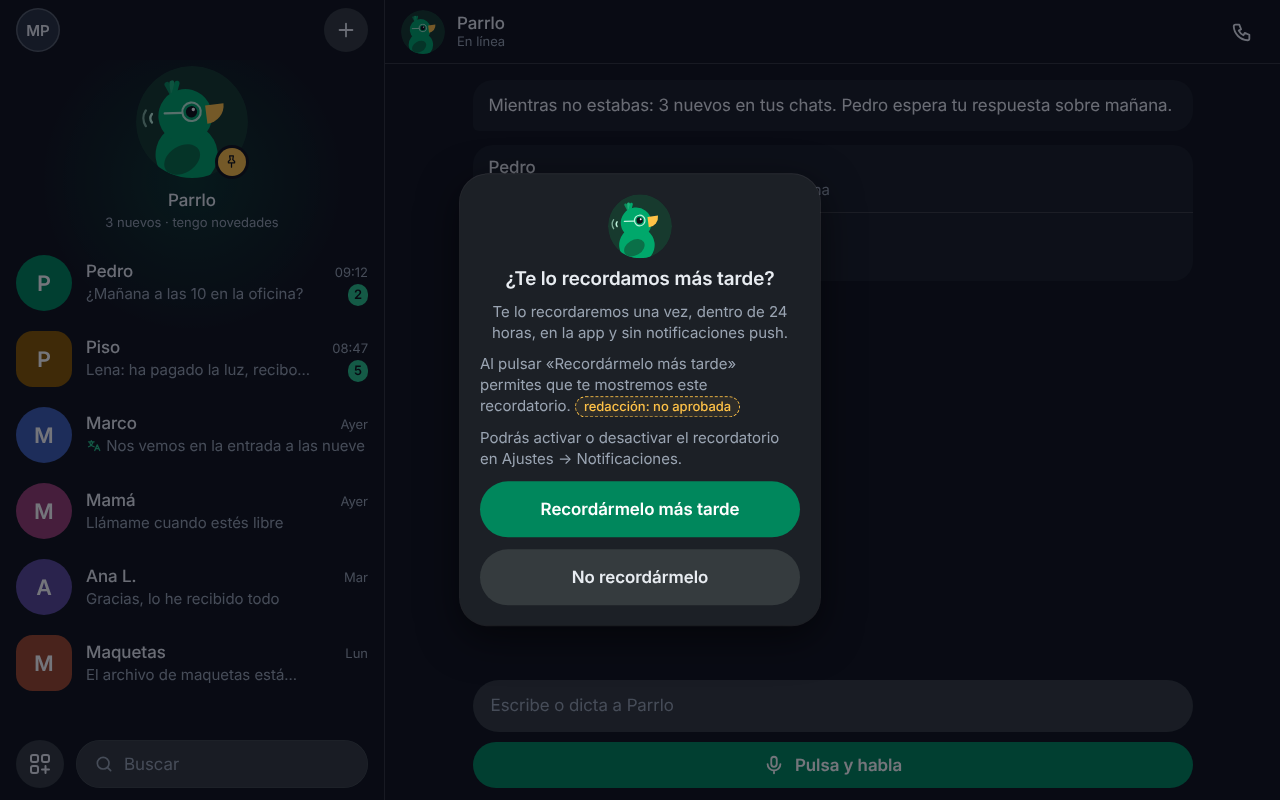 MP
Parrlo
3 nuevos · tengo novedades
P
Pedro
09:12
¿Mañana a las 10 en la oficina?
2
P
Piso
08:47
Lena: ha pagado la luz, recibo...
5
M
Marco
Ayer
Nos vemos en la entrada a las nueve
M
Mamá
Ayer
Llámame cuando estés libre
A
Ana L.
Mar
Gracias, lo he recibido todo
M
Maquetas
Lun
El archivo de maquetas está...
Buscar
Parrlo
En línea
Mientras no estabas: 3 nuevos en tus chats. Pedro espera tu respuesta sobre mañana.
Pedro
¿Te lo recordamos más tarde?
Te lo recordaremos una vez, dentro de 24
horas, en la app y sin notificaciones push.
Al pulsar «Recordármelo más tarde»
permites que te mostremos este
recordatorio. redacción: no aprobada
Podrás activar o desactivar el recordatorio
en Ajustes → Notificaciones.
Recordármelo más tarde
No recordármelo
Escribe o dicta a Parrlo
Pulsa y habla